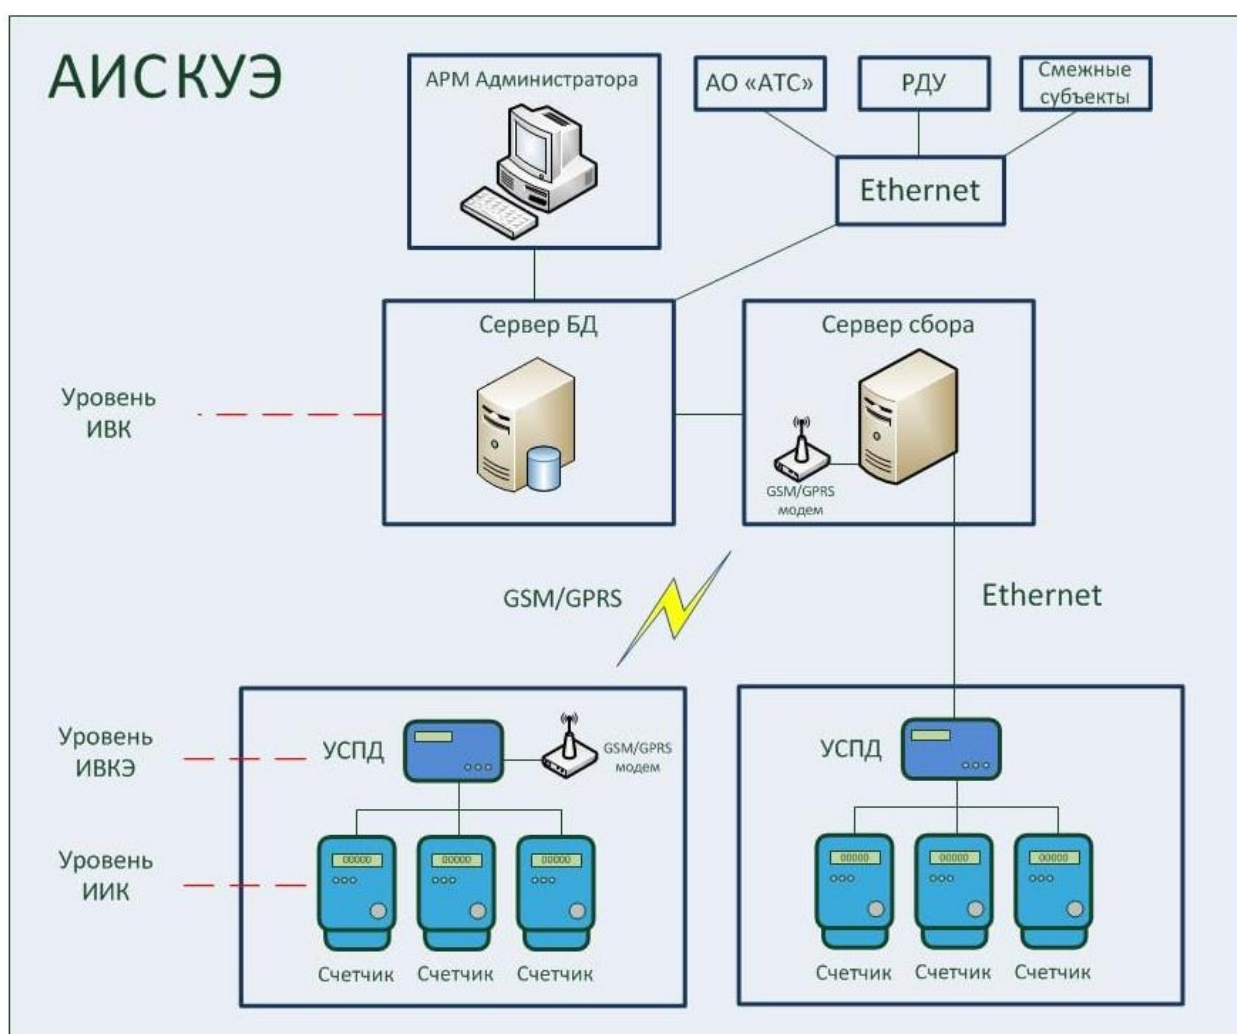 АИСКУЭ
АРМ Администратора
АО «АТС»
РДУ
Смежные
субъекты
Ethernet
Сервер БД
Сервер сбора
Уровень
ИВК
GSM/GPRS
модем
GSM/GPRS
Ethernet
Уровень
ИВКЭ
УСПД
GSM/GPRS
модем
УСПД
Уровень
ИИК
00000
00000
00000
00000
00000
00000
Счетчик
Счетчик
Счетчик
Счетчик
Счетчик
Счетчик